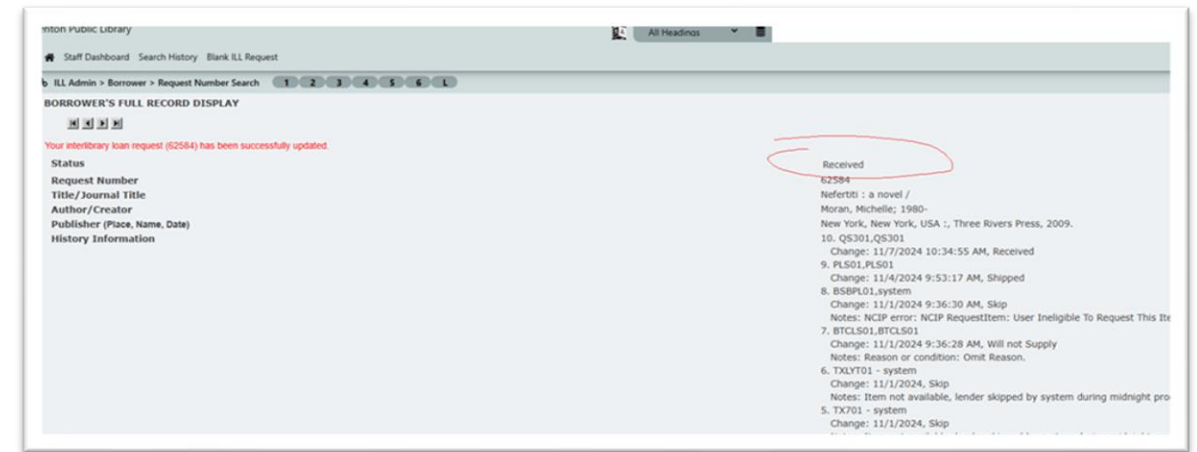 Public Library
All Headings
Staff Dashboard Search History Blank ILL Request
ILL Admin > Borrower > Request Number Search 1 2 3 4 5 6 L
BORROWER'S FULL RECORD DISPLAY
Your interlibrary loan request (62584) has been successfully updated.
Status Received
Request Number 62584
Title/Journal Title Nefertiti : a novel /
Author/Creator Moran, Michelle; 1980-
Publisher (Place, Name, Date) New York, New York, USA :, Three Rivers Press, 2009.
History Information 10. QS301,QS301
Change: 11/7/2024 10:34:55 AM, Received
9. PLS01,PLS01
Change: 11/4/2024 9:53:17 AM, Shipped
8. BSBPL01,system
Change: 11/1/2024 9:36:30 AM, Skip
Notes: NCIP error: NCIP RequestItem: User Ineligible To Request This Ite
7. BTCLS01,BTCLS01
Change: 11/1/2024 9:36:28 AM, Will not Supply
Notes: Reason or condition: Omit Reason.
6. TXLYT01 - system
Change: 11/1/2024, Skip
Notes: Item not available, lender skipped by system during midnight pro
5. TX701 - system
Change: 11/1/2024, Skip